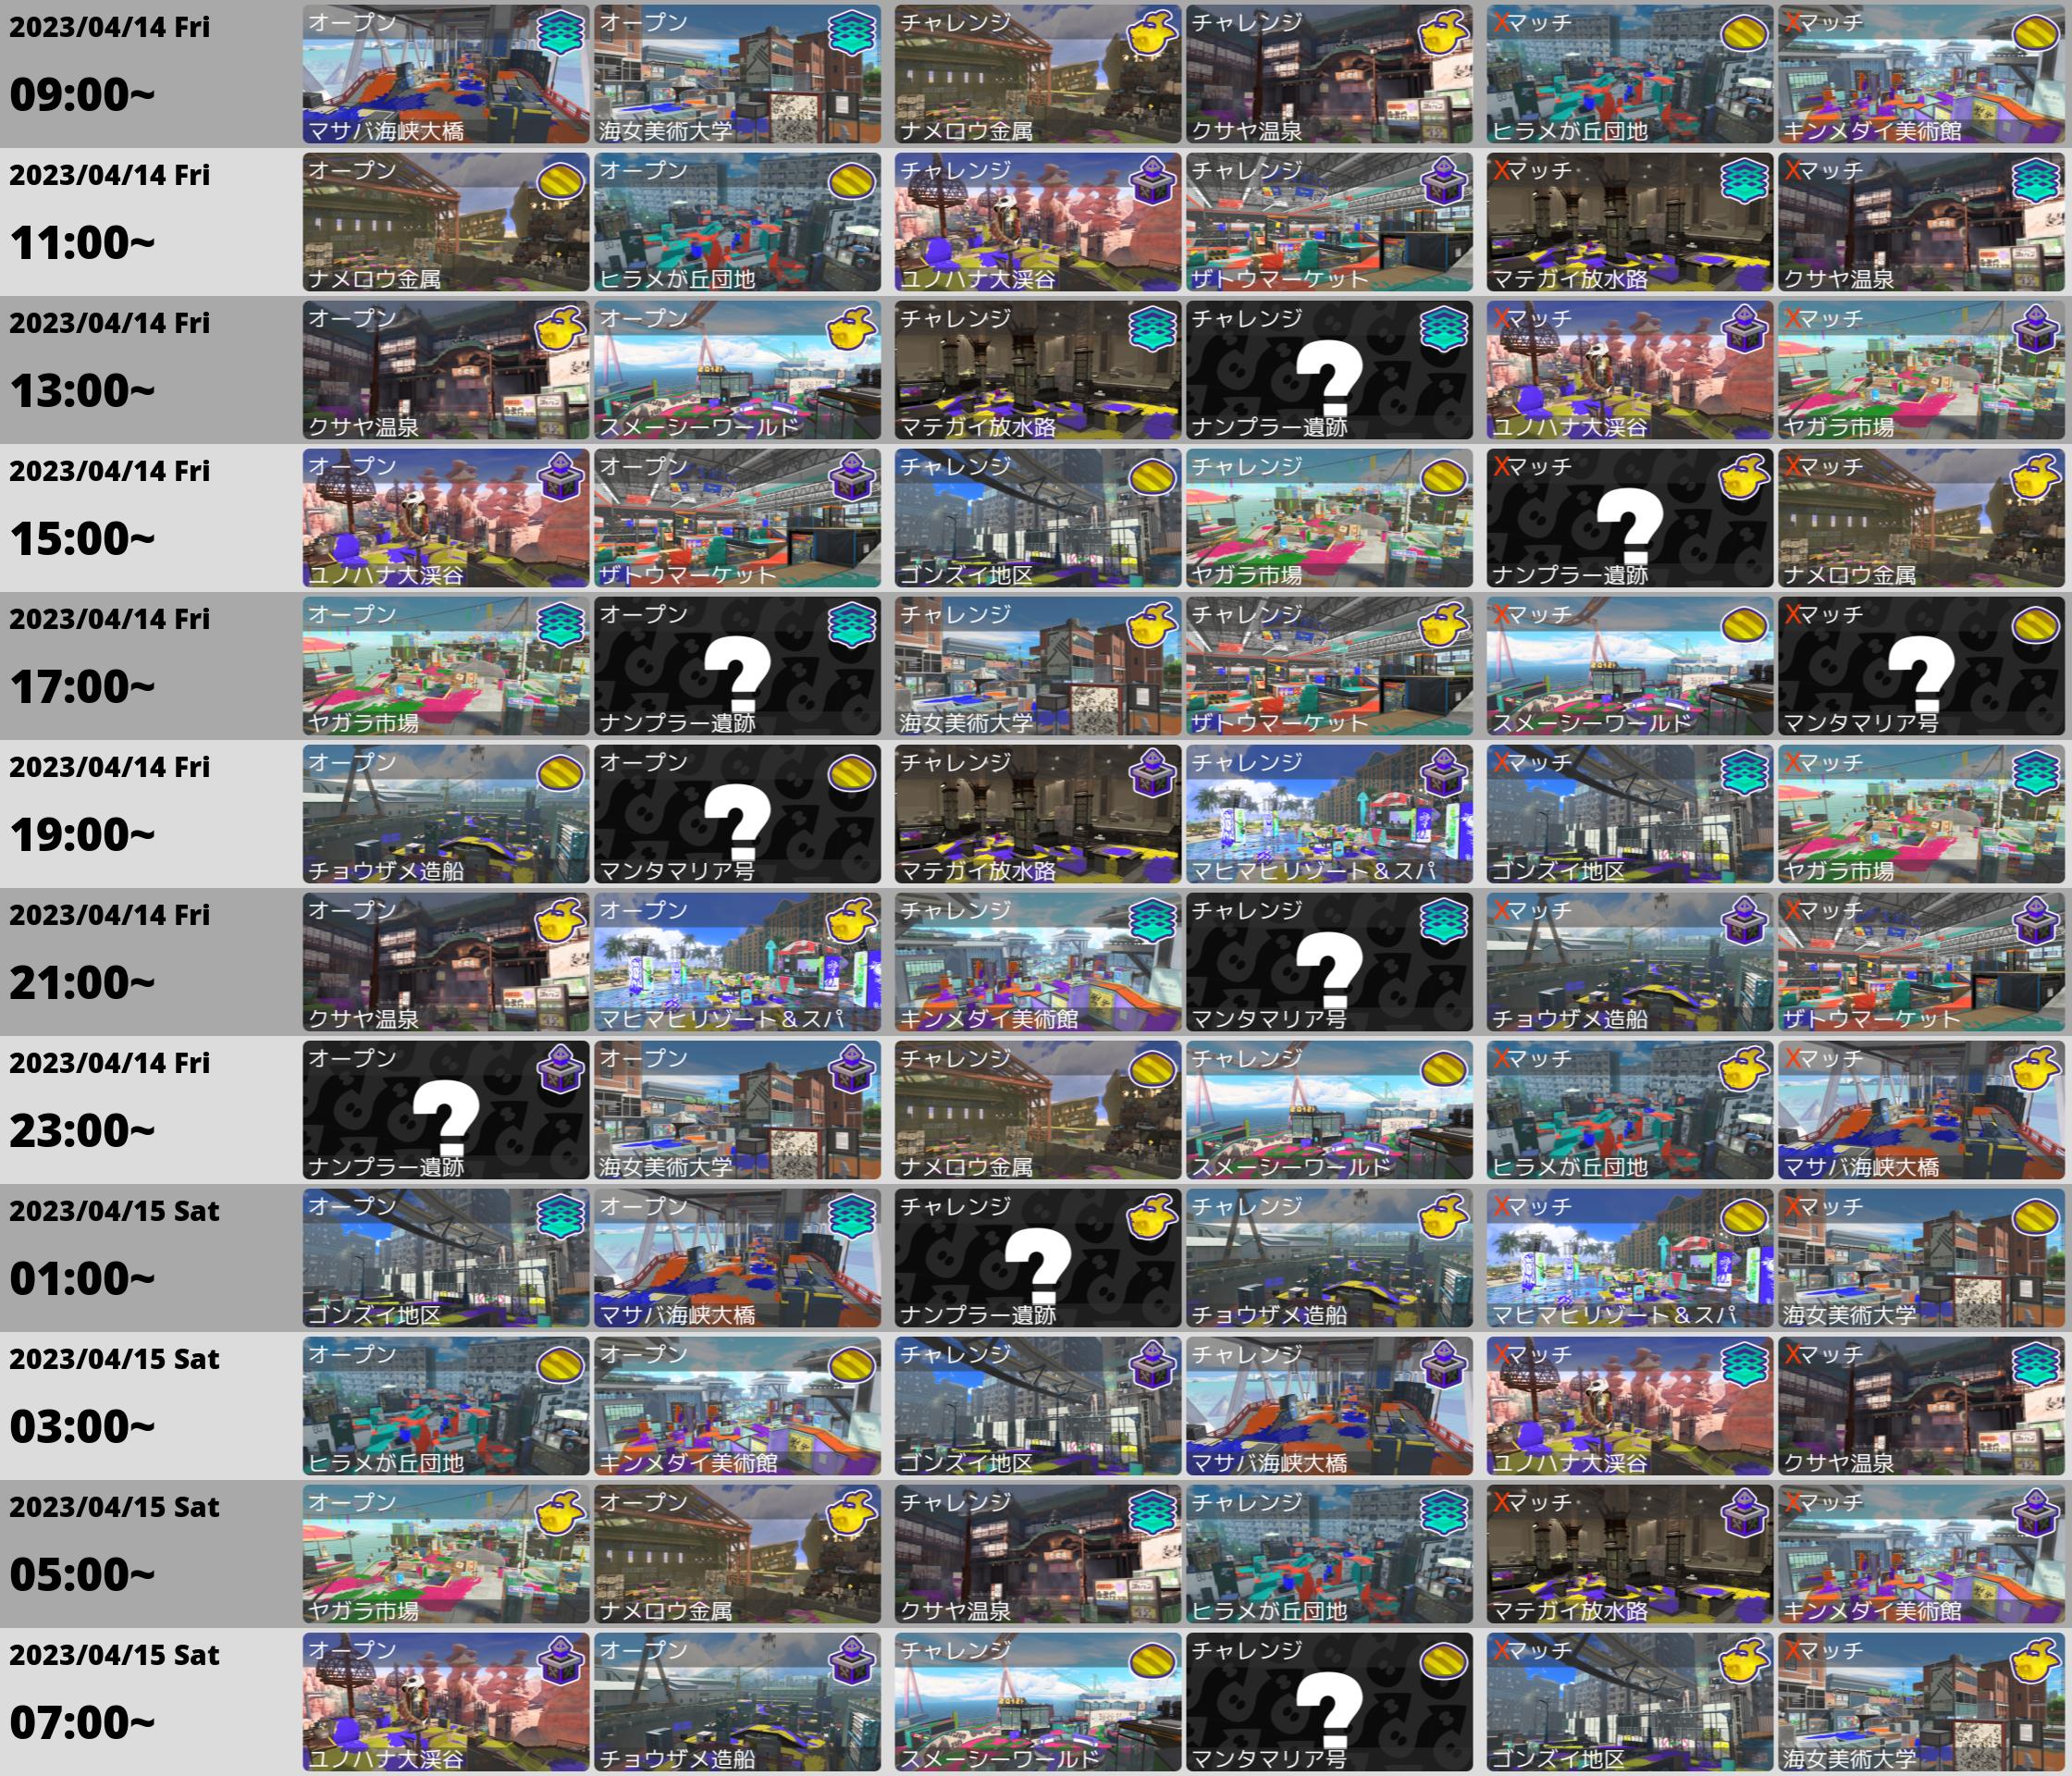 2023/04/14 Fri
09:00~
オープン
マサバ海峡大橋
オープン
海女美術大学
チャレンジ
ナメロウ金属
チャレンジ
クサヤ温泉
Xマッチ
ヒラメが丘団地
Xマッチ
キンメダイ美術館
2023/04/14 Fri
11:00~
オープン
ナメロウ金属
オープン
ヒラメが丘団地
チャレンジ
ユノハナ大渓谷
チャレンジ
ザトウマーケット
Xマッチ
マテガイ放水路
Xマッチ
クサヤ温泉
2023/04/14 Fri
13:00~
オープン
クサヤ温泉
オープン
スメーシーワールド
チャレンジ
マテガイ放水路
チャレンジ
?
ナンプラー遺跡
Xマッチ
ユノハナ大渓谷
Xマッチ
ヤガラ市場
2023/04/14 Fri
15:00~
オープン
ユノハナ大渓谷
オープン
ザトウマーケット
チャレンジ
ゴンズイ地区
チャレンジ
ヤガラ市場
Xマッチ
?
ナンプラー遺跡
Xマッチ
ナメロウ金属
2023/04/14 Fri
17:00~
オープン
ヤガラ市場
オープン
?
ナンプラー遺跡
チャレンジ
海女美術大学
チャレンジ
ザトウマーケット
Xマッチ
スメーシーワールド
Xマッチ
?
マンタマリア号
2023/04/14 Fri
19:00~
オープン
チョウザメ造船
オープン
?
マンタマリア号
チャレンジ
マテガイ放水路
チャレンジ
マヒマヒリゾート＆スパ
Xマッチ
ゴンズイ地区
Xマッチ
ヤガラ市場
2023/04/14 Fri
21:00~
オープン
クサヤ温泉
オープン
マヒマヒリゾート＆スパ
チャレンジ
キンメダイ美術館
チャレンジ
?
マンタマリア号
Xマッチ
チョウザメ造船
Xマッチ
ザトウマーケット
2023/04/14 Fri
23:00~
オープン
?
ナンプラー遺跡
オープン
海女美術大学
チャレンジ
ナメロウ金属
チャレンジ
スメーシーワールド
Xマッチ
ヒラメが丘団地
Xマッチ
マサバ海峡大橋
2023/04/15 Sat
01:00~
オープン
ゴンズイ地区
オープン
マサバ海峡大橋
チャレンジ
?
ナンプラー遺跡
チャレンジ
チョウザメ造船
Xマッチ
マヒマヒリゾート＆スパ
Xマッチ
海女美術大学
2023/04/15 Sat
03:00~
オープン
ヒラメが丘団地
オープン
キンメダイ美術館
チャレンジ
ゴンズイ地区
チャレンジ
マサバ海峡大橋
Xマッチ
ユノハナ大渓谷
Xマッチ
クサヤ温泉
2023/04/15 Sat
05:00~
オープン
ヤガラ市場
オープン
ナメロウ金属
チャレンジ
クサヤ温泉
チャレンジ
ヒラメが丘団地
Xマッチ
マテガイ放水路
Xマッチ
キンメダイ美術館
2023/04/15 Sat
07:00~
オープン
ユノハナ大渓谷
オープン
チョウザメ造船
チャレンジ
スメーシーワールド
チャレンジ
?
マンタマリア号
Xマッチ
ゴンズイ地区
Xマッチ
海女美術大学